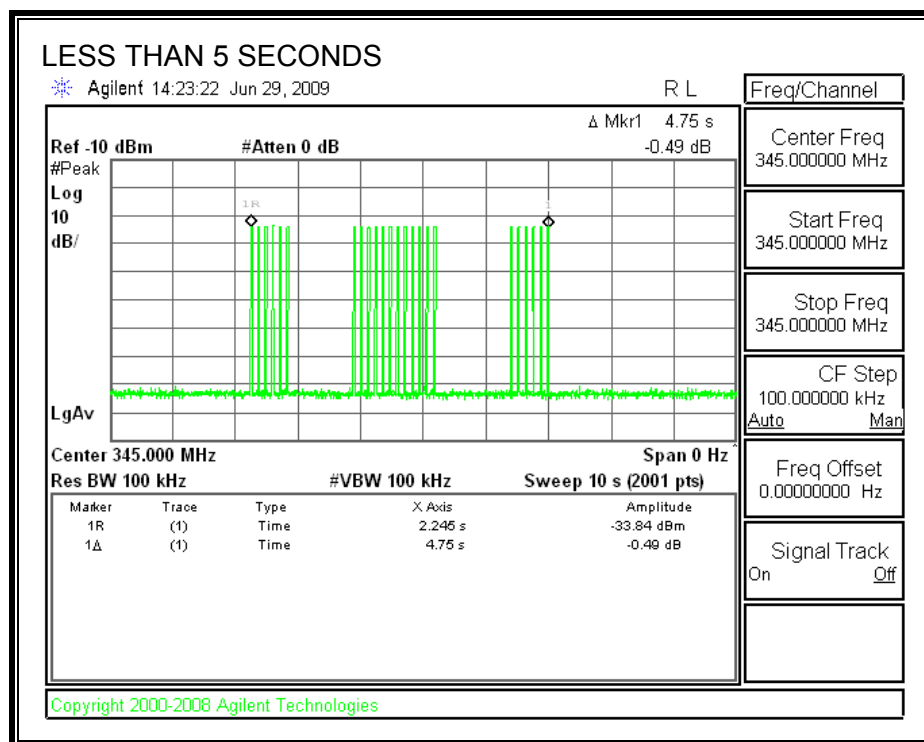 LESS THAN 5 SECONDS
Agilent 14:23:22 Jun 29, 2009 R L
Freq/Channel
Δ Mkr1 4.75 s
Ref -10 dBm #Atten 0 dB -0.49 dB
#Peak
Log
10
dB/
1R
1
LgAv
Center 345.000 MHz Span 0 Hz
Res BW 100 kHz #VBW 100 kHz Sweep 10 s (2001 pts)
Marker Trace Type X Axis Amplitude
1R (1) Time 2.245 s -33.84 dBm
1Δ (1) Time 4.75 s -0.49 dB
Center Freq
345.000000 MHz
Start Freq
345.000000 MHz
Stop Freq
345.000000 MHz
CF Step
100.000000 kHz
Auto Man
Freq Offset
0.00000000 Hz
Signal Track
On Off
Copyright 2000-2008 Agilent Technologies